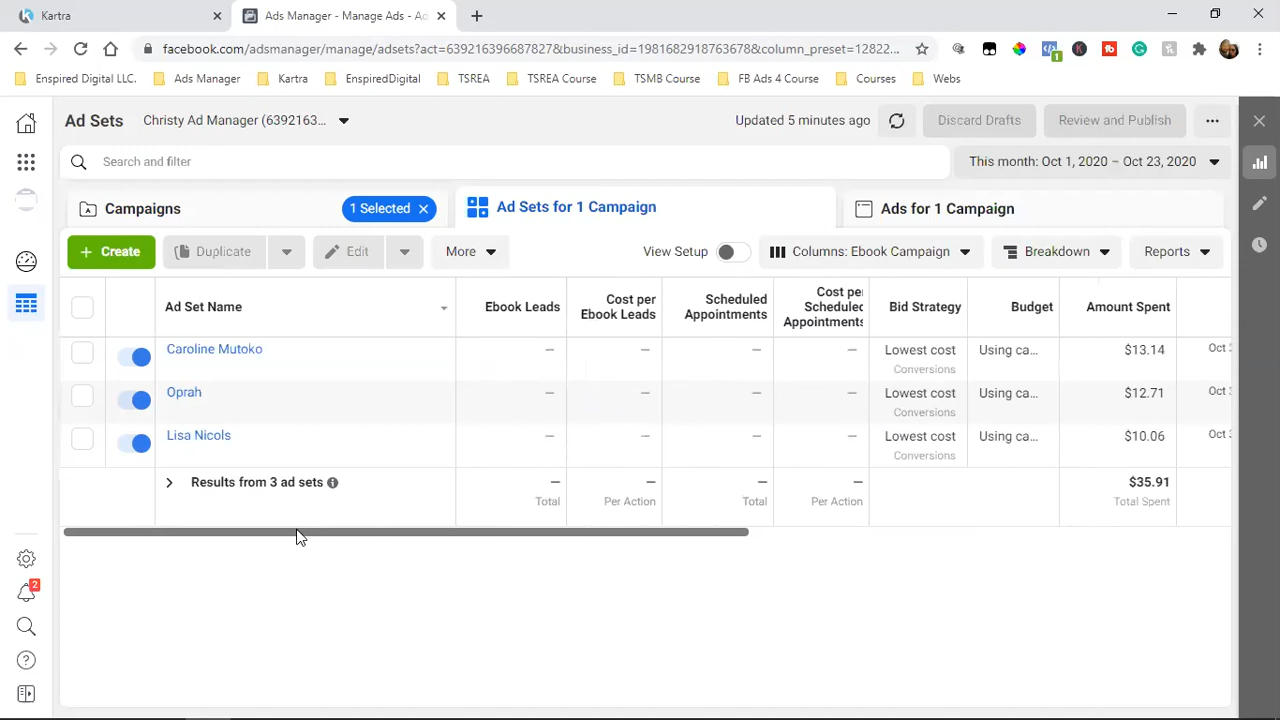 Kartra
Ads Manager - Manage Ads - Ad
facebook.com/adsmanager/manage/adsets?act=639216396687827&business_id=1981682918763678&column_preset=12822...
1
Enspired Digital LLC.
Ads Manager
Kartra
EnspiredDigital
TSREA
TSREA Course
TSMB Course
FB Ads 4 Course
Courses
Webs
Ad Sets
Christy Ad Manager (6392163...
Updated 5 minutes ago
Discard Drafts
Review and Publish
Search and filter
This month: Oct 1, 2020 – Oct 23, 2020
Campaigns
1 Selected
Ad Sets for 1 Campaign
Ads for 1 Campaign
+ Create
Duplicate
Edit
More
View Setup
Columns: Ebook Campaign
Breakdown
Reports
Ad Set Name
Ebook Leads
Cost per
Ebook Leads
Scheduled
Appointments
Cost per
Scheduled
Appointments
Bid Strategy
Budget
Amount Spent
Caroline Mutoko
—
—
—
—
Lowest cost
Conversions
Using ca...
$13.14
Oct
Oprah
—
—
—
—
Lowest cost
Conversions
Using ca...
$12.71
Oct
Lisa Nicols
—
—
—
—
Lowest cost
Conversions
Using ca...
$10.06
Oct
Results from 3 ad sets
—
Total
—
Per Action
—
Total
—
Per Action
$35.91
Total Spent
2